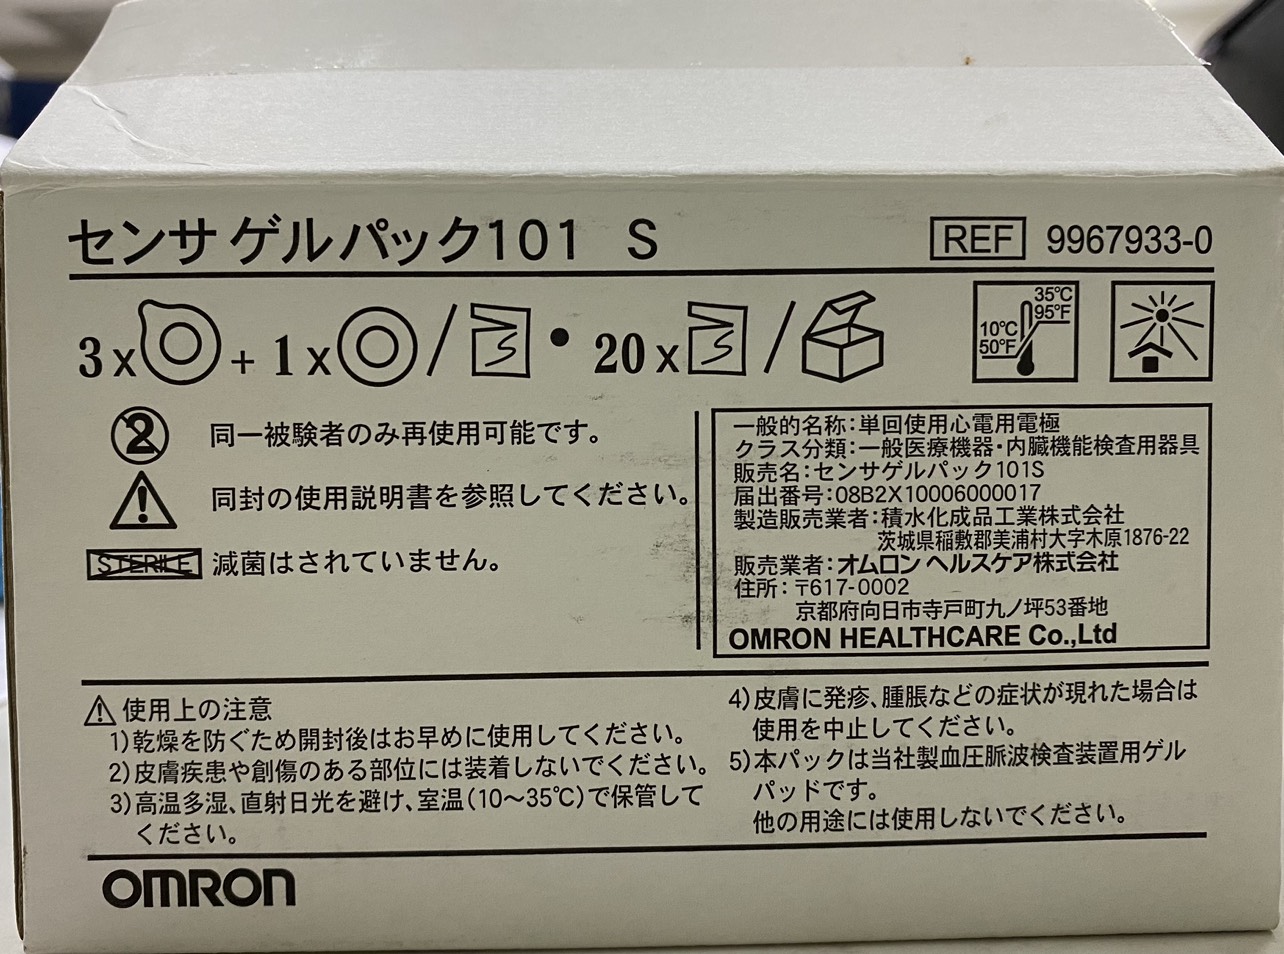 センサ ゲルパック101 S
REF 9967933-0
3x + 1x / ・ 20x /
35℃
95℉
10℃
50℉
2 同一被験者のみ再使用可能です。
同封の使用説明書を参照してください。
STERILE 滅菌はされていません。
一般的名称：単回使用心電用電極
クラス分類：一般医療機器・内臓機能検査用器具
販売名：センサゲルパック101S
届出番号：08B2X10006000017
製造販売業者：積水化成品工業株式会社
茨城県稲敷郡美浦村大字木原1876-22
販売業者：オムロン ヘルスケア株式会社
住所：〒617-0002
京都府向日市寺戸町九ノ坪53番地
OMRON HEALTHCARE Co.,Ltd
使用上の注意
1)乾燥を防ぐため開封後はお早めに使用してください。
2)皮膚疾患や創傷のある部位には装着しないでください。
3)高温多湿、直射日光を避け、室温(10～35℃)で保管して
ください。
4)皮膚に発疹、腫脹などの症状が現れた場合は
使用を中止してください。
5)本パックは当社製血圧脈波検査装置用ゲル
パッドです。
他の用途には使用しないでください。
OMRON